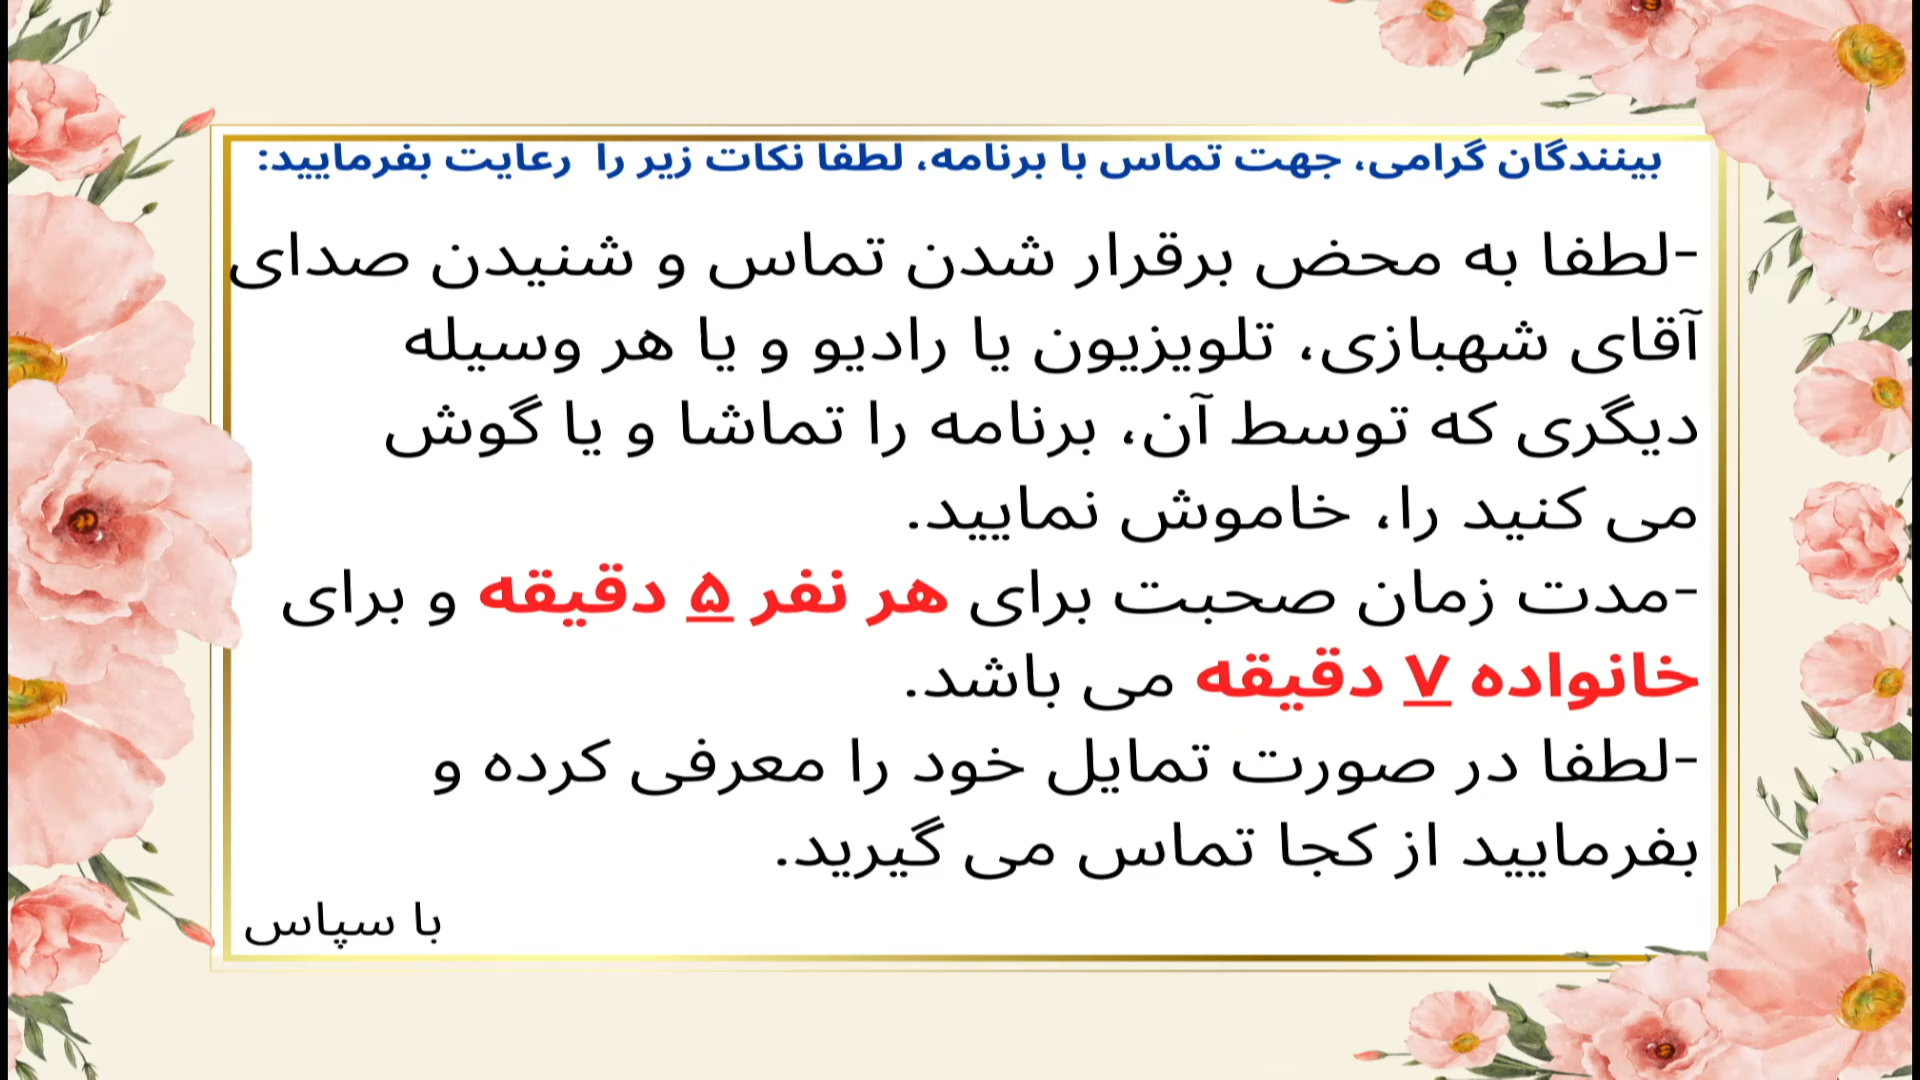 بینندگان گرامی، جهت تماس با برنامه، لطفا نکات زیر را  رعایت بفرمایید:
-لطفا به محض برقرار شدن تماس و شنیدن صدای
آقای شهبازی، تلویزیون یا رادیو و یا هر وسیله
دیگری که توسط آن، برنامه را تماشا و یا گوش
می کنید را، خاموش نمایید.
-مدت زمان صحبت برای هر نفر ۵ دقیقه و برای
خانواده ۷ دقیقه می باشد.
-لطفا در صورت تمایل خود را معرفی کرده و
بفرمایید از کجا تماس می گیرید.
با سپاس